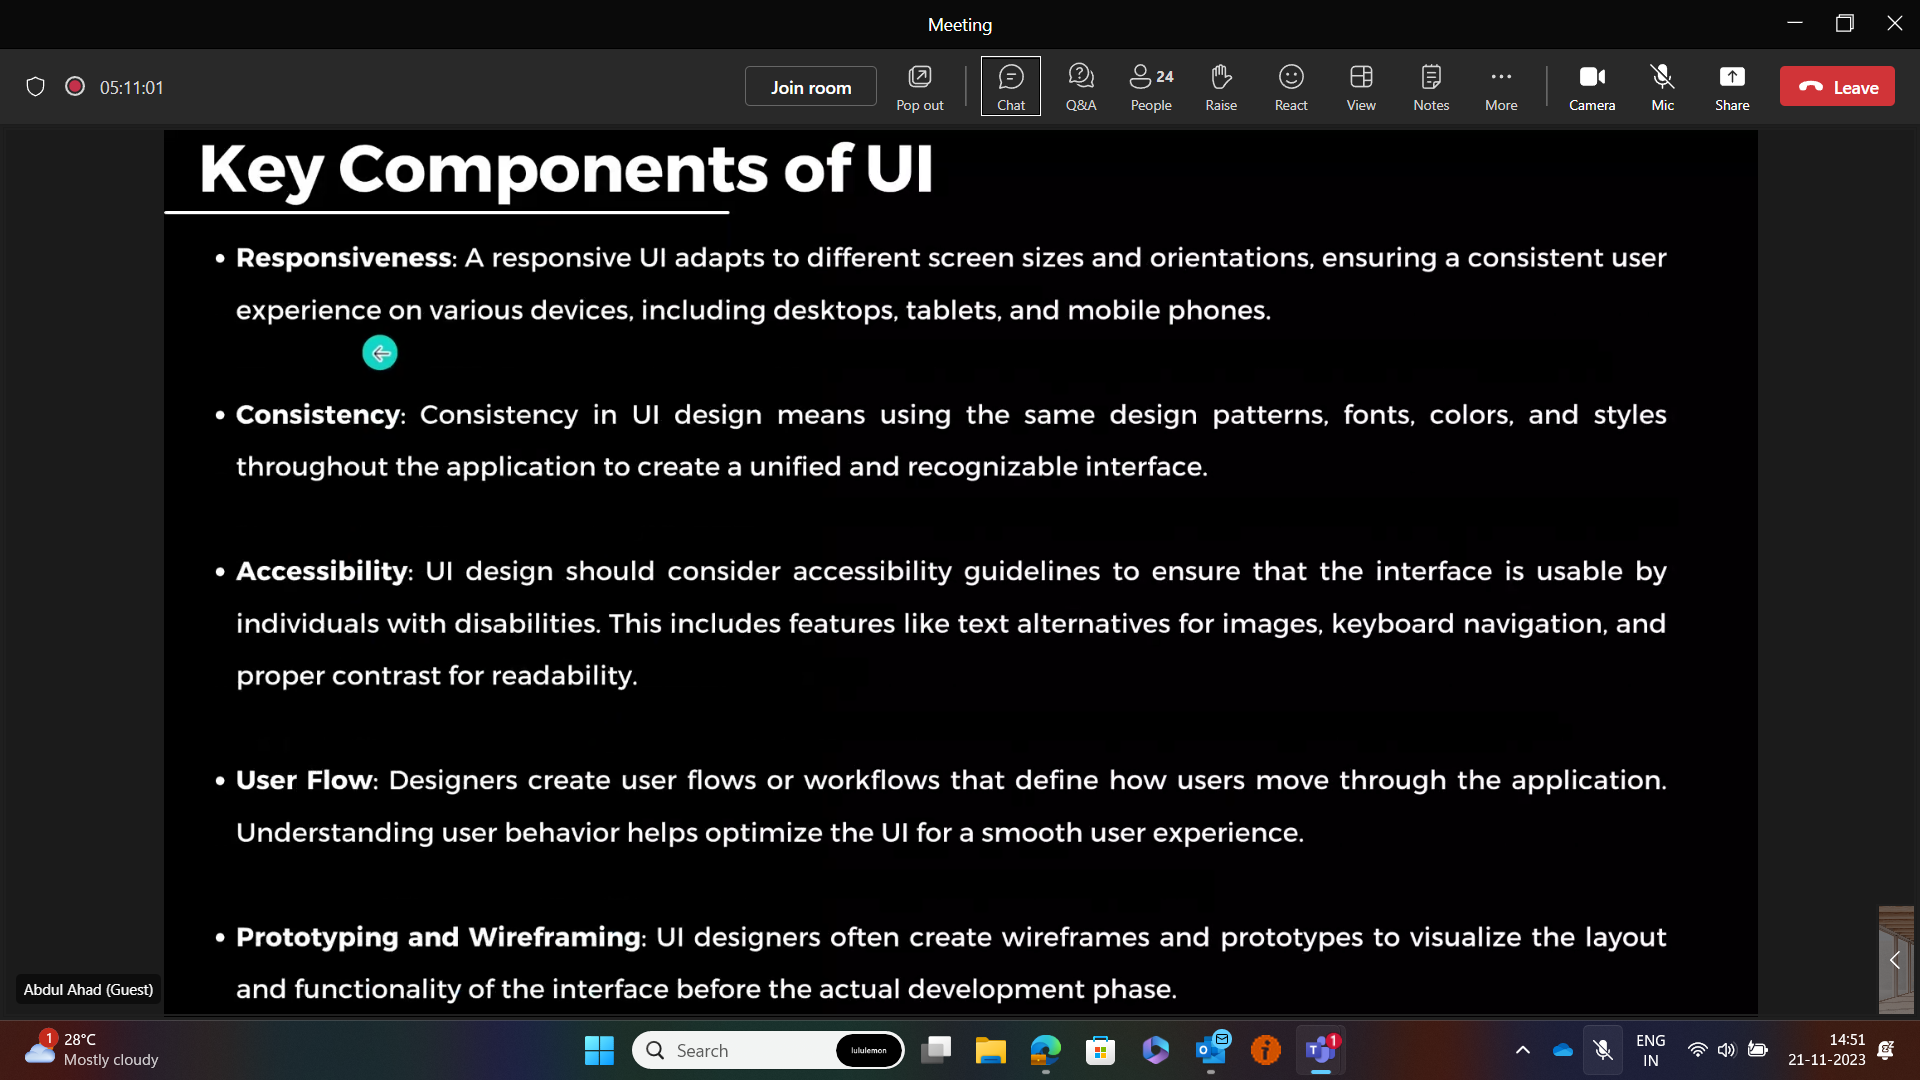 Meeting
05:11:01
Join room
Pop out
Chat
Q&A
24
People
Raise
React
View
Notes
More
Camera
Mic
Share
Leave
Key Components of UI
• Responsiveness: A responsive UI adapts to different screen sizes and orientations, ensuring a consistent user
experience on various devices, including desktops, tablets, and mobile phones.
• Consistency: Consistency in UI design means using the same design patterns, fonts, colors, and styles
throughout the application to create a unified and recognizable interface.
• Accessibility: UI design should consider accessibility guidelines to ensure that the interface is usable by
individuals with disabilities. This includes features like text alternatives for images, keyboard navigation, and
proper contrast for readability.
• User Flow: Designers create user flows or workflows that define how users move through the application.
Understanding user behavior helps optimize the UI for a smooth user experience.
• Prototyping and Wireframing: UI designers often create wireframes and prototypes to visualize the layout
and functionality of the interface before the actual development phase.
Abdul Ahad (Guest)
1
28°C
Mostly cloudy
Search
lululemon
1
ENG
IN
14:51
21-11-2023